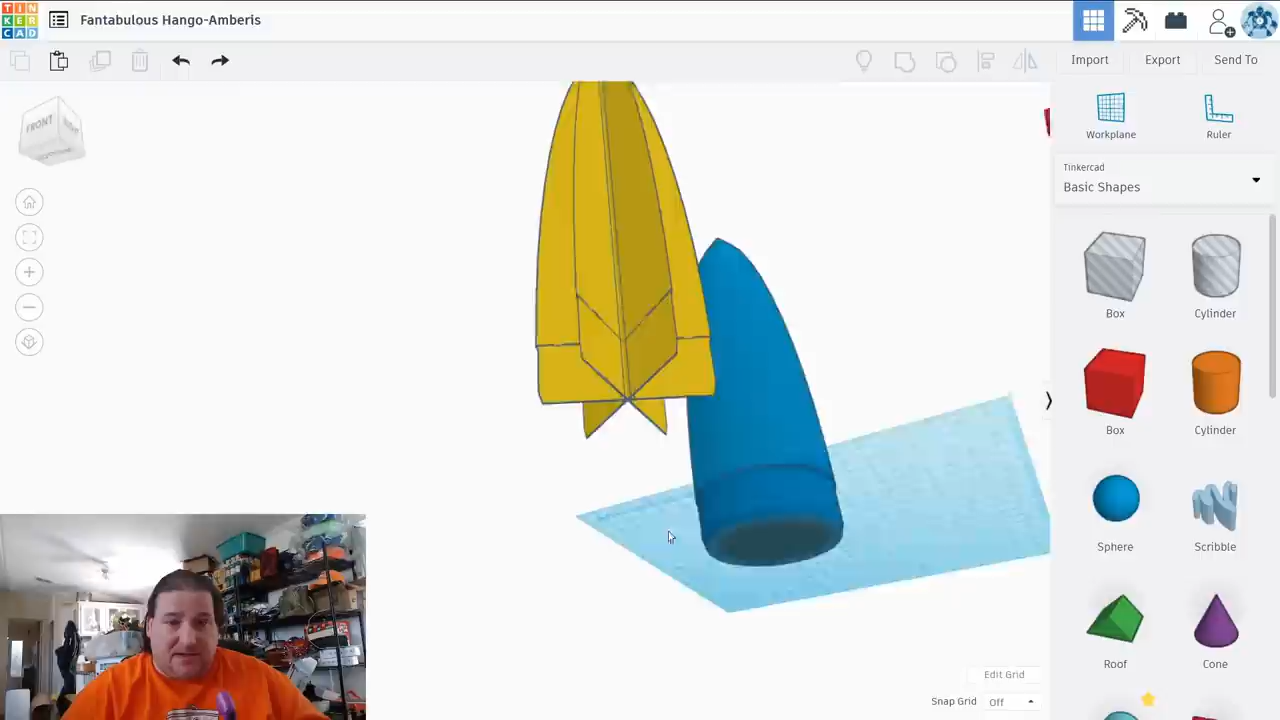 TIN
KER
CAD
Fantabulous Hango-Amberis
Import
Export
Send To
FRONT
Workplane
Ruler
Tinkercad
Basic Shapes
Box
Cylinder
Box
Cylinder
Sphere
Scribble
Roof
Cone
Edit Grid
Snap Grid
Off